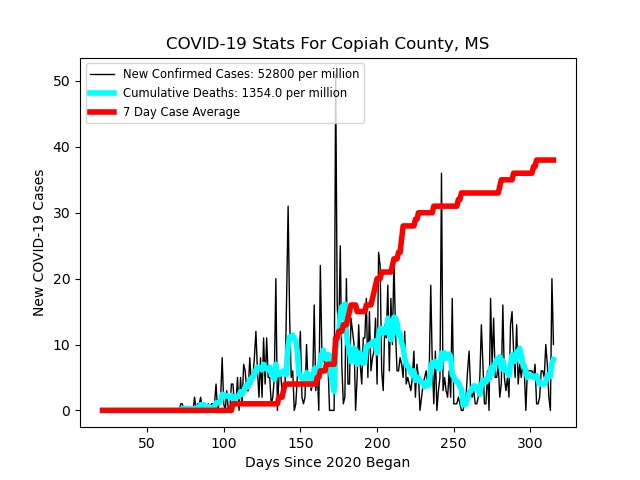 COVID-19 Stats For Copiah County, MS
New Confirmed Cases: 52800 per million
Cumulative Deaths: 1354.0 per million
7 Day Case Average
New COVID-19 Cases
50
40
30
20
10
0
50 100 150 200 250 300
Days Since 2020 Began